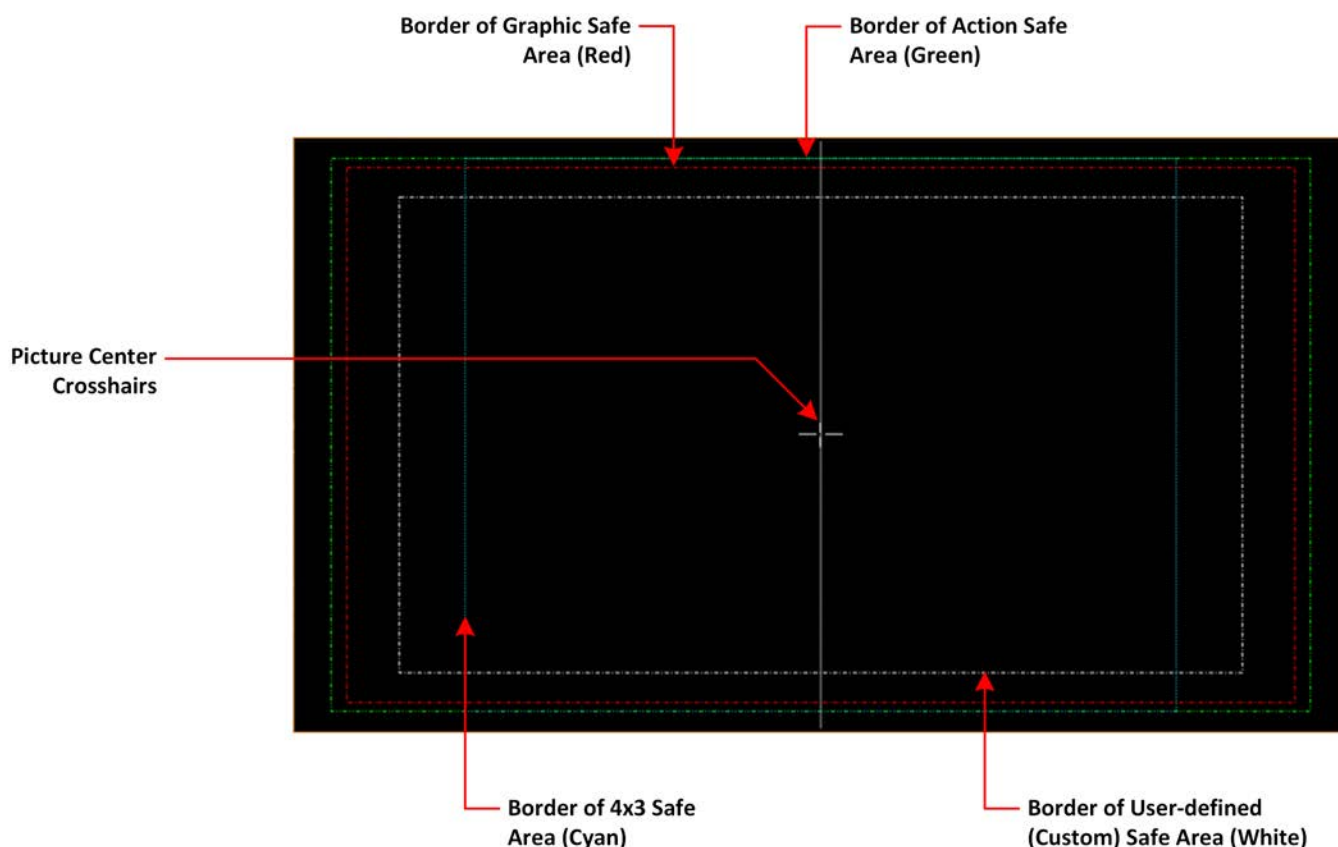 Border of Graphic Safe
Area (Red)
Border of Action Safe
Area (Green)
Picture Center
Crosshairs
Border of 4x3 Safe
Area (Cyan)
Border of User-defined
(Custom) Safe Area (White)